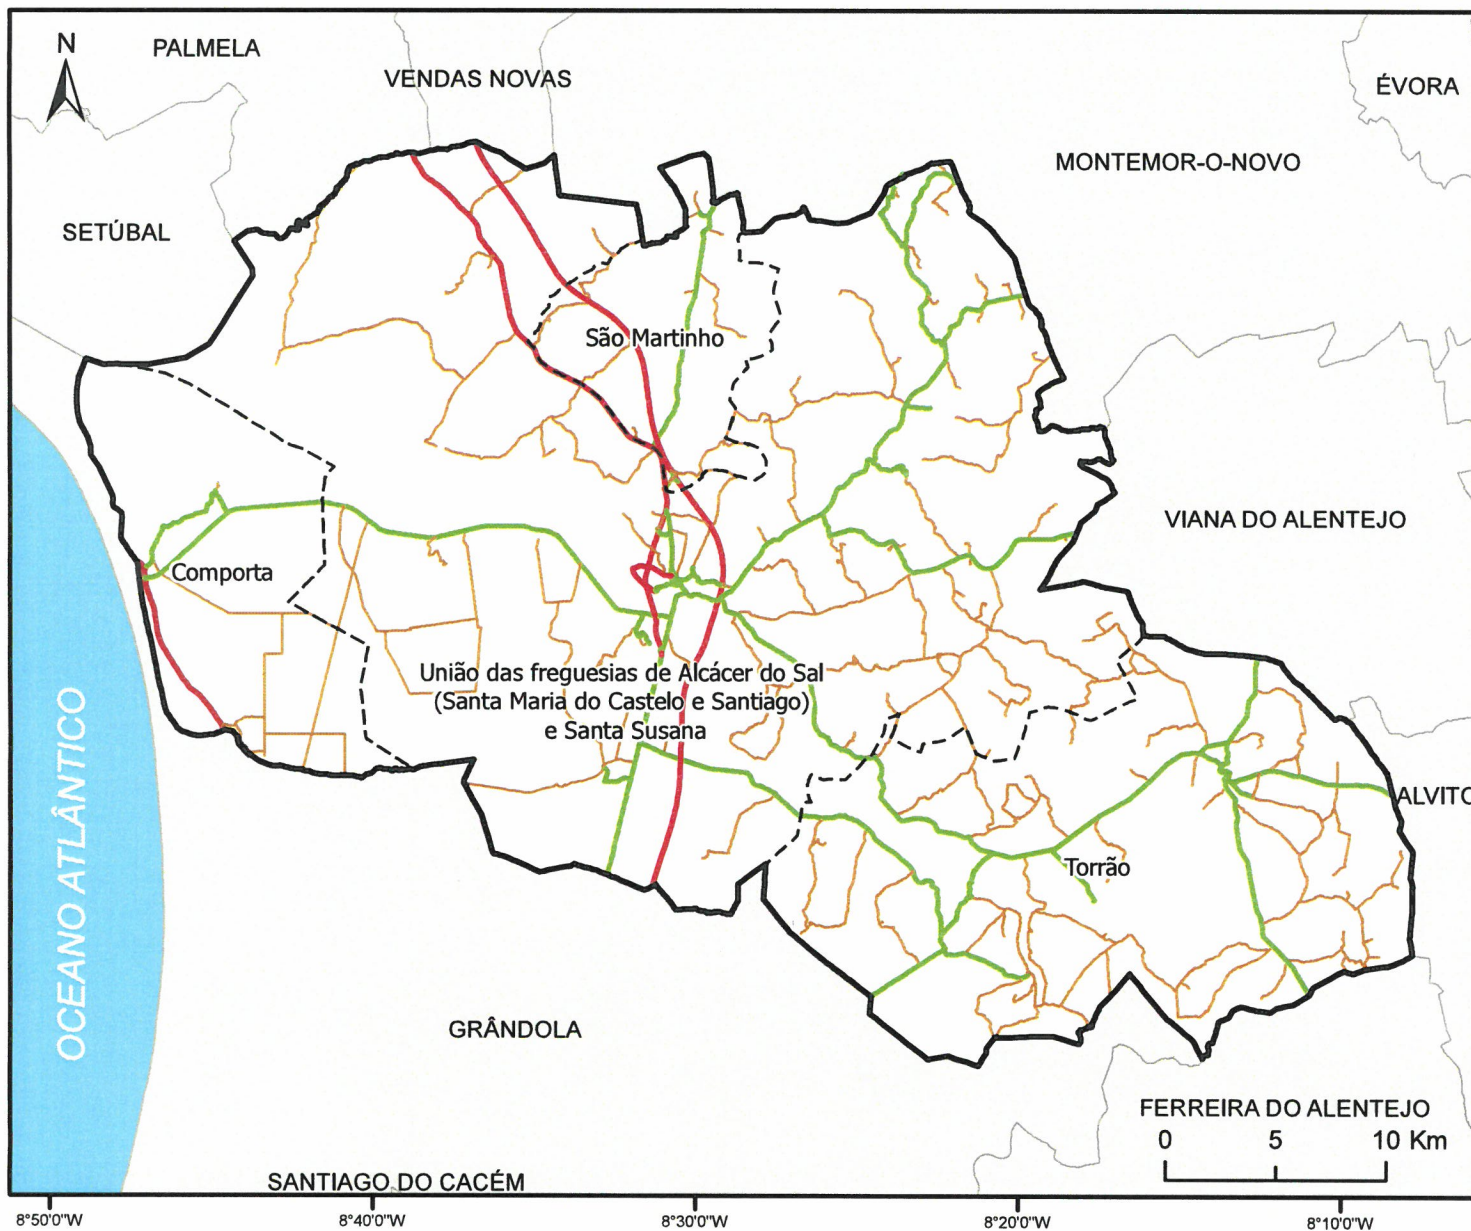 N
PALMELA
VENDAS NOVAS
ÉVORA
MONTEMOR-O-NOVO
SETÚBAL
São Martinho
VIANA DO ALENTEJO
Comporta
União das freguesias de Alcácer do Sal
(Santa Maria do Castelo e Santiago)
e Santa Susana
OCEANO ATLÂNTICO
ALVITO
Torrão
GRÂNDOLA
FERREIRA DO ALENTEJO
0 5 10 Km
SANTIAGO DO CACÉM
8°50'0"W 8°40'0"W 8°30'0"W 8°20'0"W 8°10'0"W